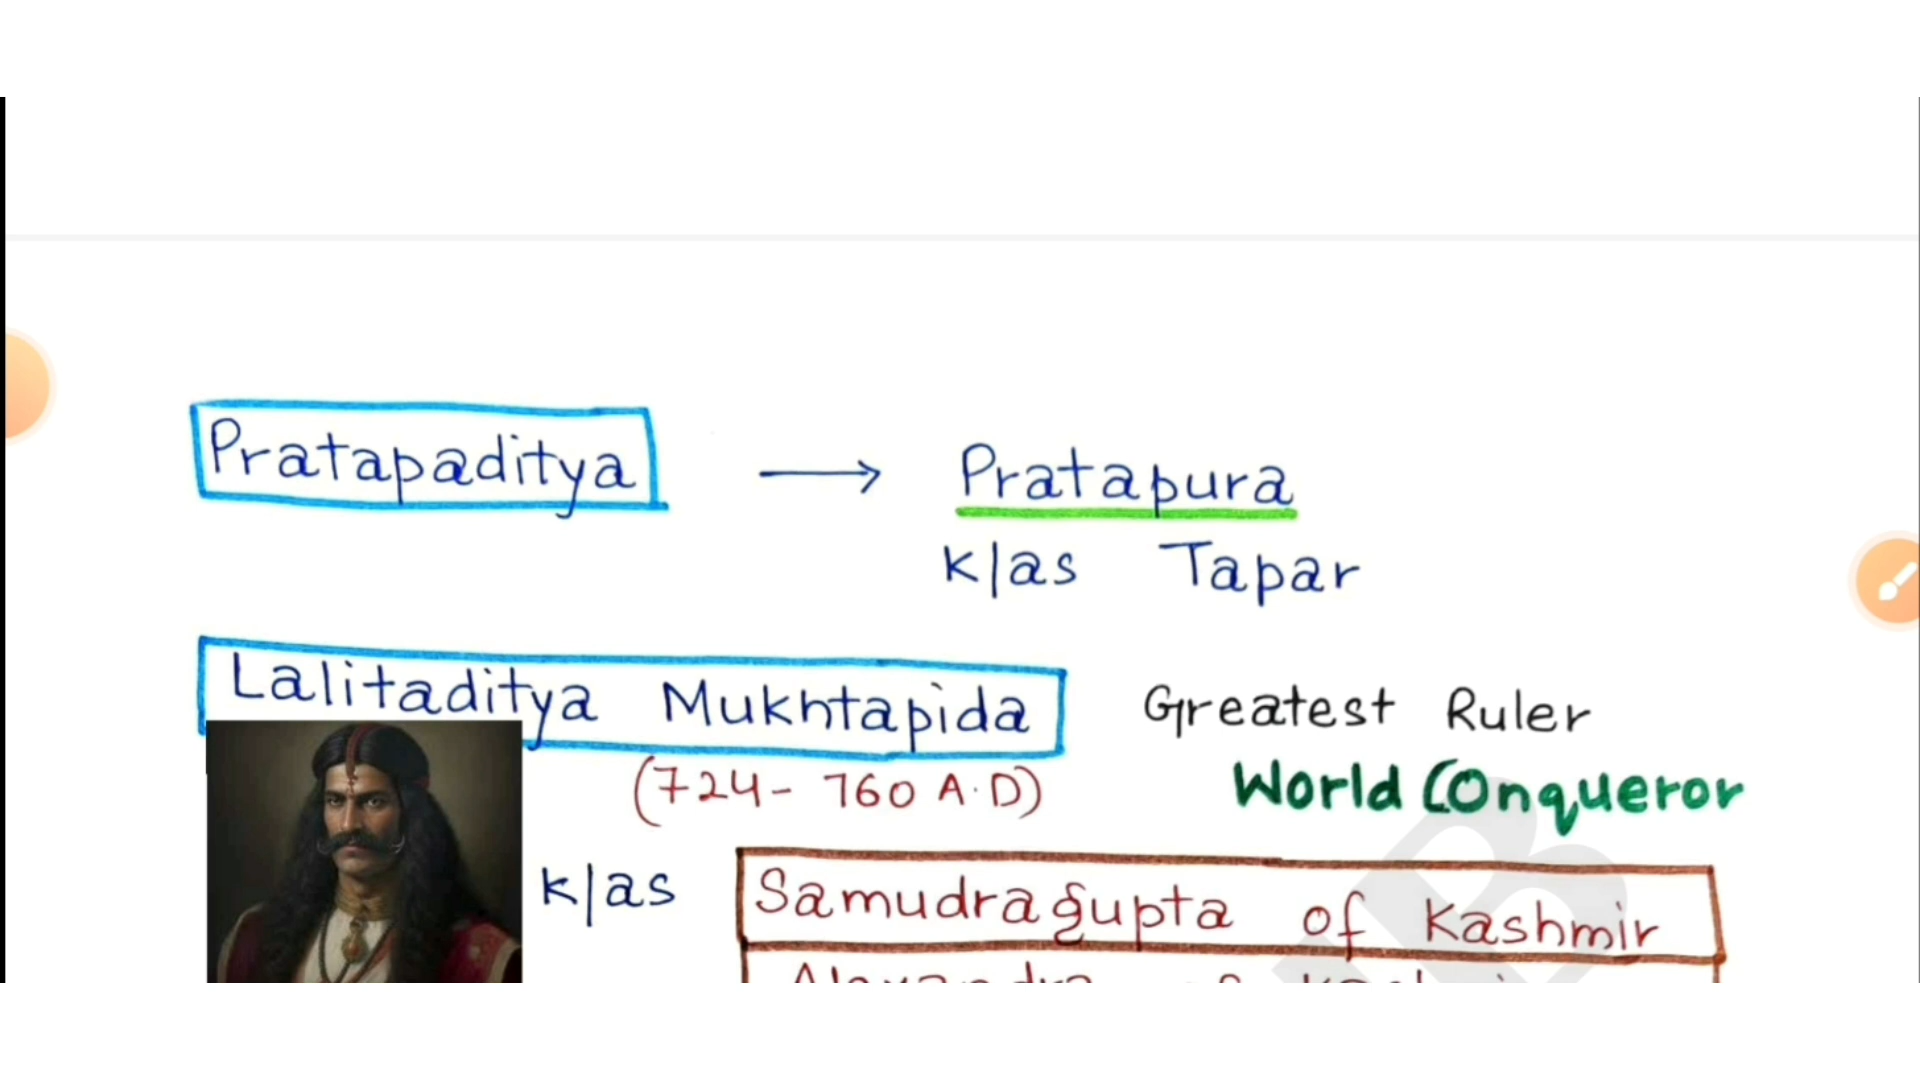 Pratapaditya → Pratapura
K/as Tapar
Lalitaditya Mukhtapida Greatest Ruler
(724- 760 A.D) World Conqueror
K/as Samudragupta of Kashmir